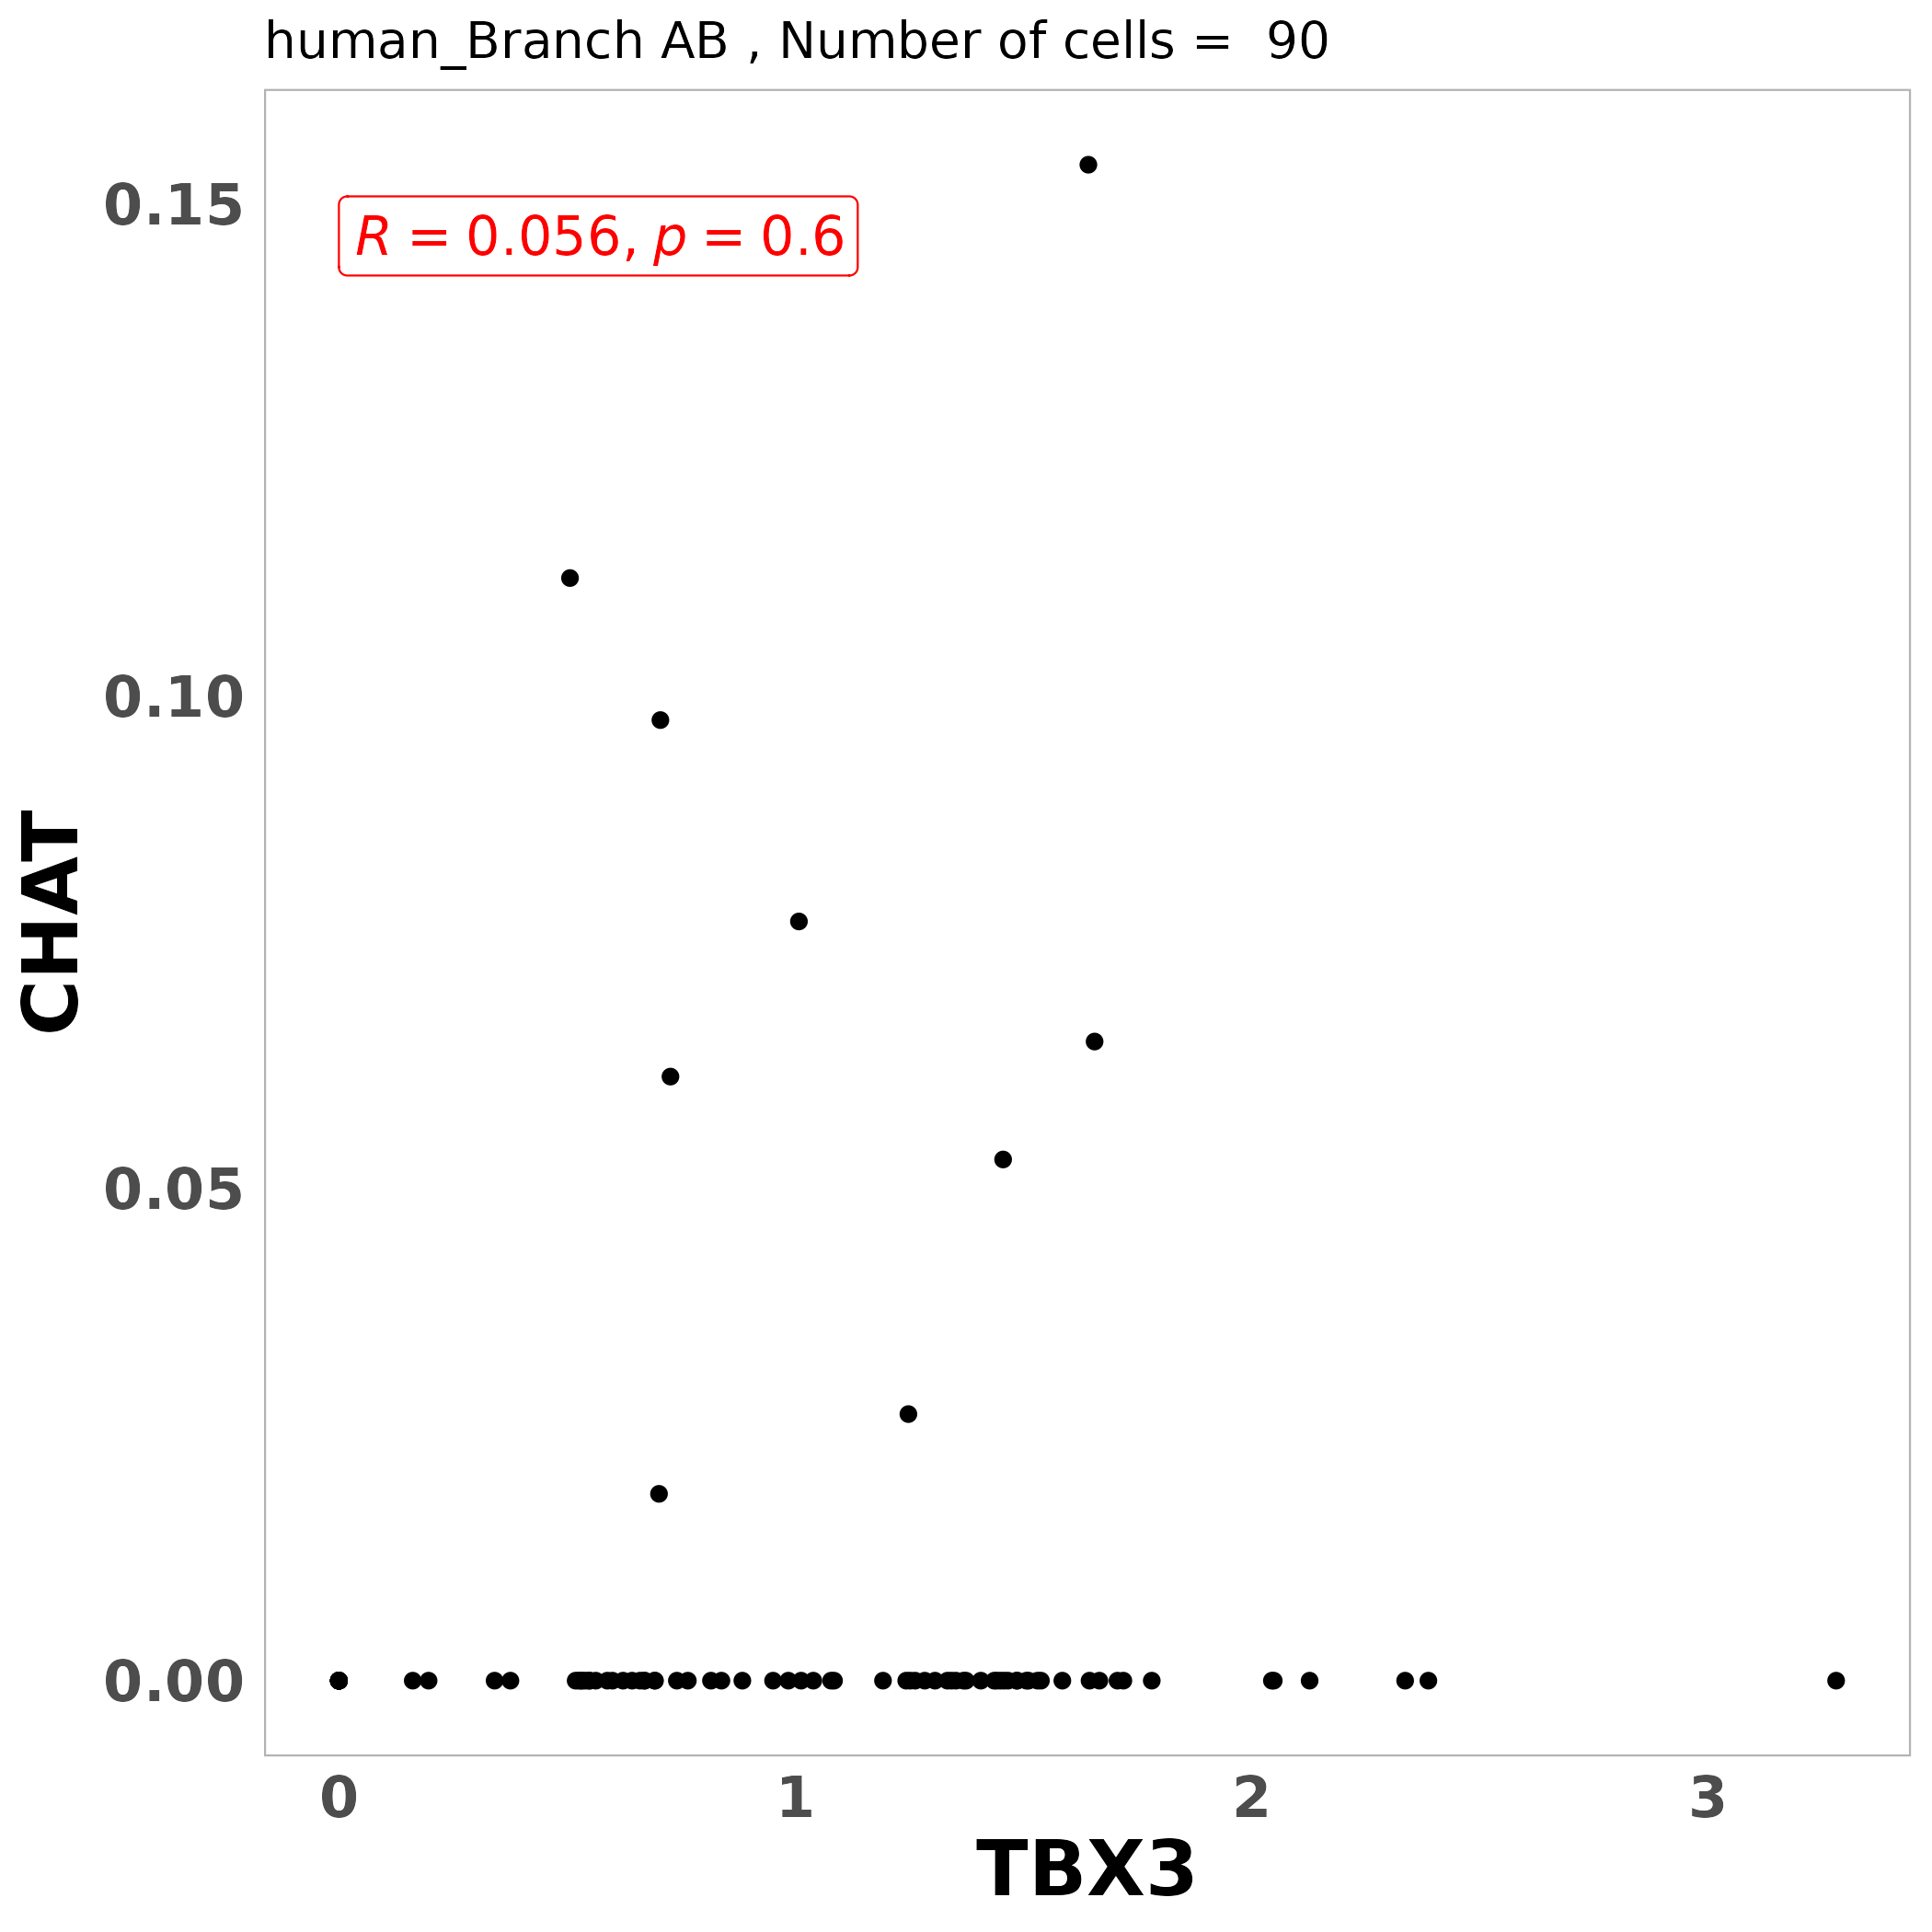 human_Branch AB , Number of cells =  90
R = 0.056, p = 0.6
0.15
0.10
0.05
0.00
CHAT
0 1 2 3
TBX3